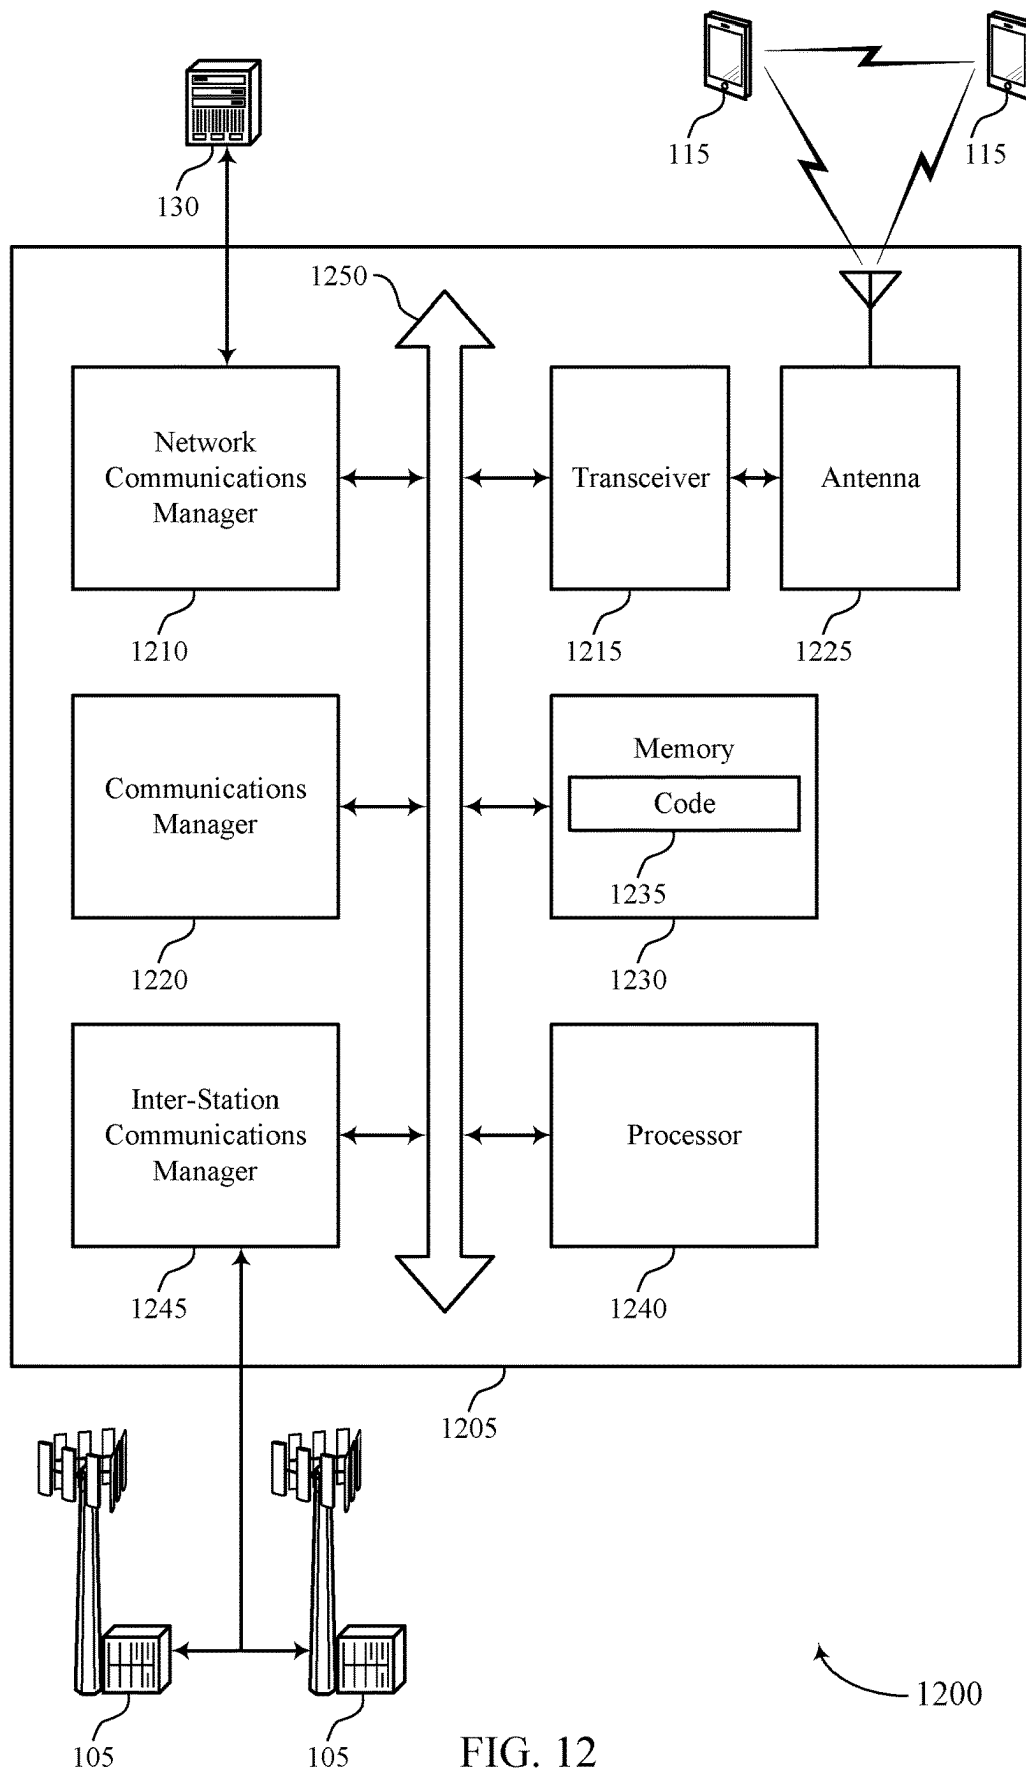 115
115
130
1250
Network
Communications
Manager
Transceiver
Antenna
1210
1215
1225
Communications
Manager
Memory
Code
1235
1220
1230
Inter-Station
Communications
Manager
Processor
1245
1240
1205
1200
105
105
FIG. 12